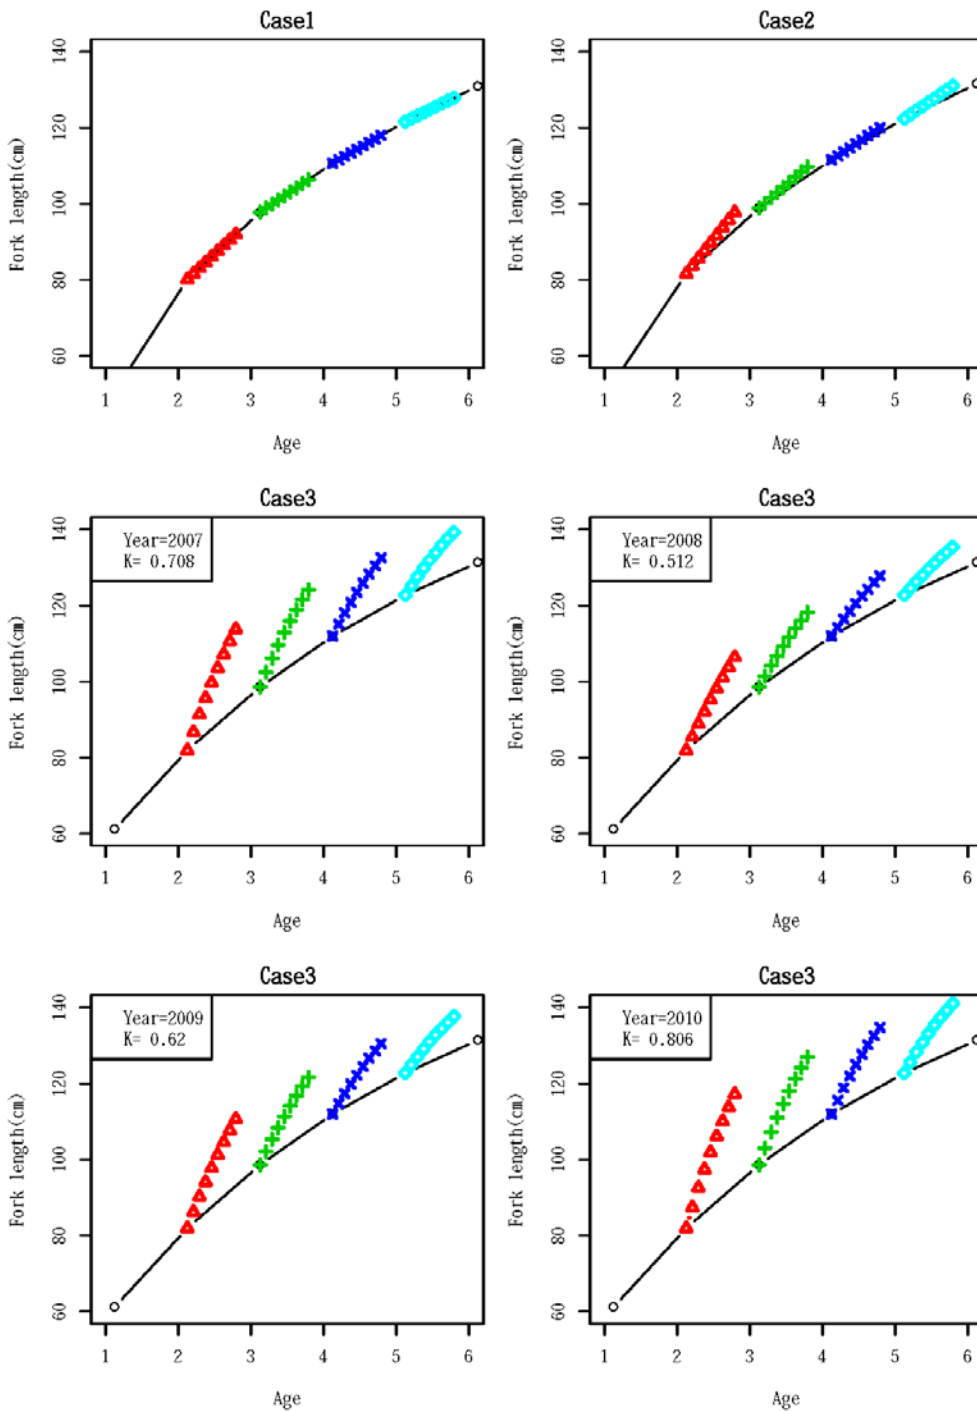 Case1
Fork length(cm)
140
120
100
80
60
1 2 3 4 5 6
Age
Case2
Fork length(cm)
140
120
100
80
60
1 2 3 4 5 6
Age
Case3
Year=2007
K= 0.708
Fork length(cm)
140
120
100
80
60
1 2 3 4 5 6
Age
Case3
Year=2008
K= 0.512
Fork length(cm)
140
120
100
80
60
1 2 3 4 5 6
Age
Case3
Year=2009
K= 0.62
Fork length(cm)
140
120
100
80
60
1 2 3 4 5 6
Age
Case3
Year=2010
K= 0.806
Fork length(cm)
140
120
100
80
60
1 2 3 4 5 6
Age